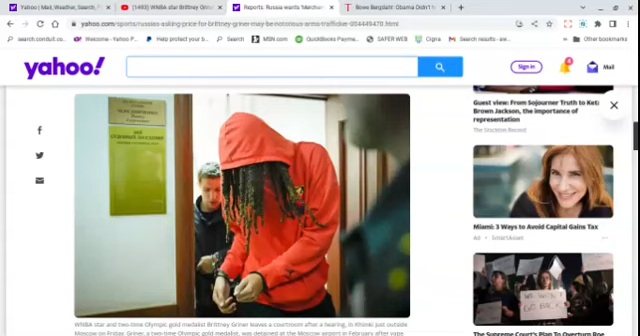 Yahoo | Mail, Weather, Search, P
(1493) WNBA star Brittney Griner
Reports: Russia wants 'Merchan
Bowe Bergdahl: Obama Didn't N
yahoo.com/sports/russias-asking-price-for-brittney-griner-may-be-notorious-arms-trafficker-004449470.html
search.conduit.co...
Welcome - Yahoo P...
Help protect your b...
Search
MSN.com
QuickBooks Payme...
SAFER WEB
Cigna
Search results - ew...
Other bookmarks
yahoo!
Sign in
4
Mail
Guest view: From Sojourner Truth to Keta
Brown Jackson, the importance of
representation
The Stockton Record
Miami: 3 Ways to Avoid Capital Gains Tax
Ad • SmartAsset
The Supreme Court's Plan To Overturn Roe
WNBA star and two-time Olympic gold medalist Brittney Griner leaves a courtroom after a hearing, in Khimki just outside
Moscow on Friday. Griner, a two-time Olympic gold medalist, was detained at the Moscow airport in February after vape